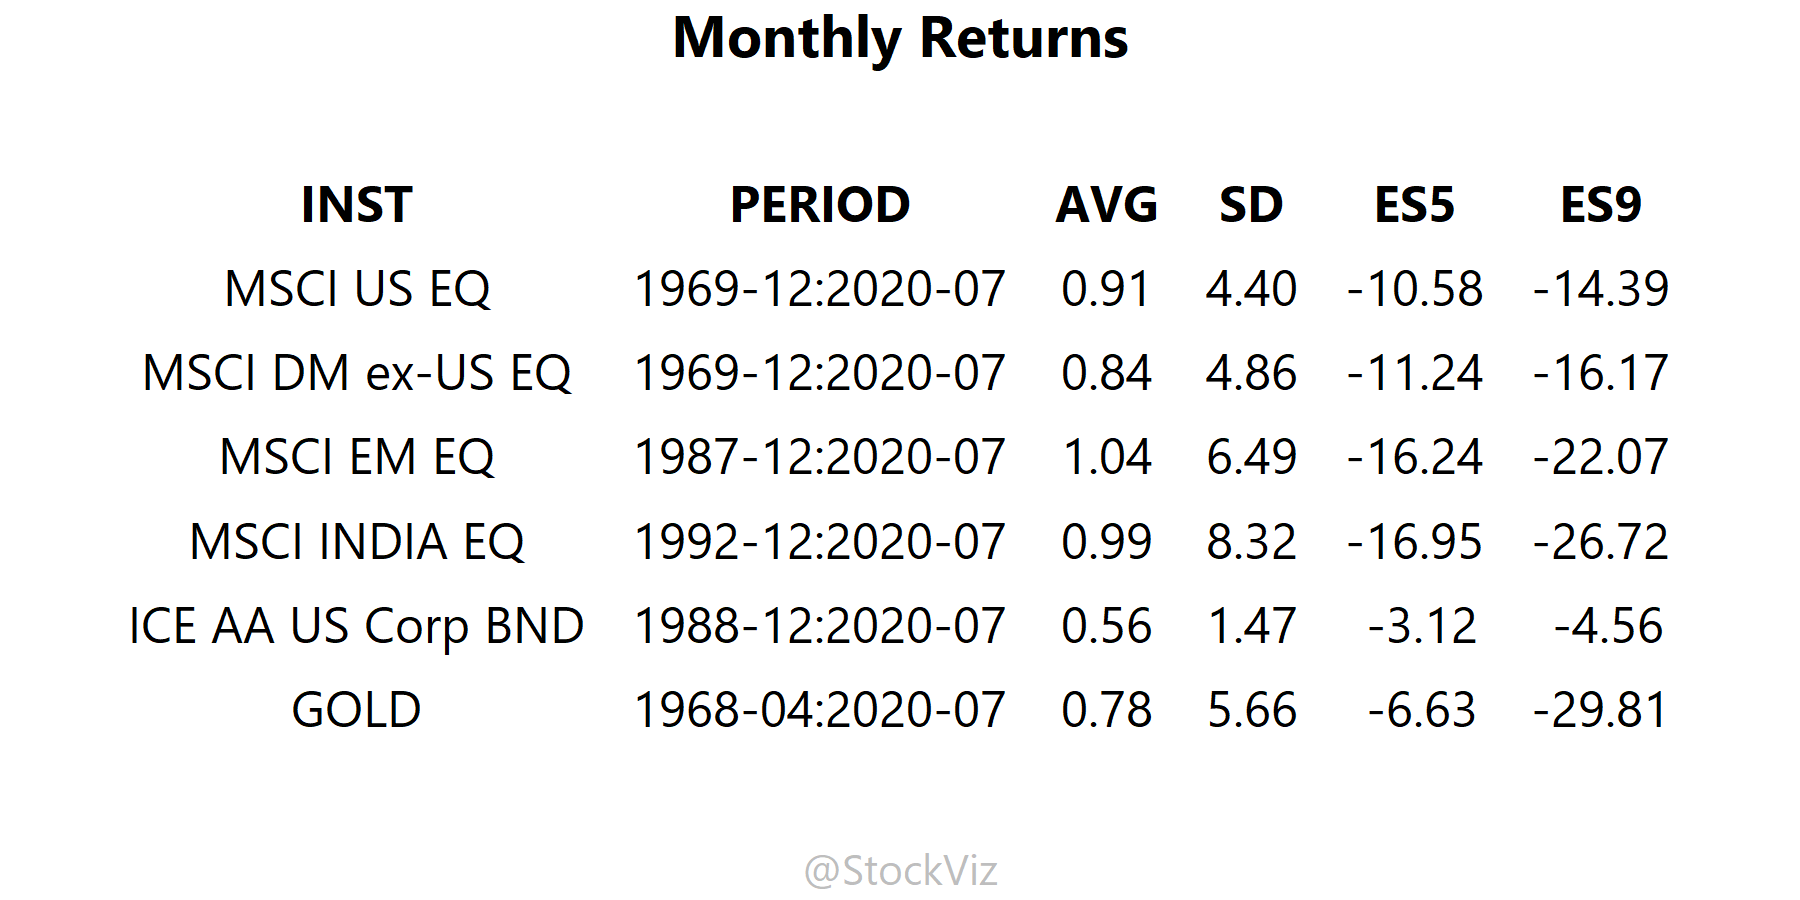 Monthly Returns
INST PERIOD AVG SD ES5 ES9
MSCI US EQ 1969-12:2020-07 0.91 4.40 -10.58 -14.39
MSCI DM ex-US EQ 1969-12:2020-07 0.84 4.86 -11.24 -16.17
MSCI EM EQ 1987-12:2020-07 1.04 6.49 -16.24 -22.07
MSCI INDIA EQ 1992-12:2020-07 0.99 8.32 -16.95 -26.72
ICE AA US Corp BND 1988-12:2020-07 0.56 1.47 -3.12 -4.56
GOLD 1968-04:2020-07 0.78 5.66 -6.63 -29.81
@StockViz